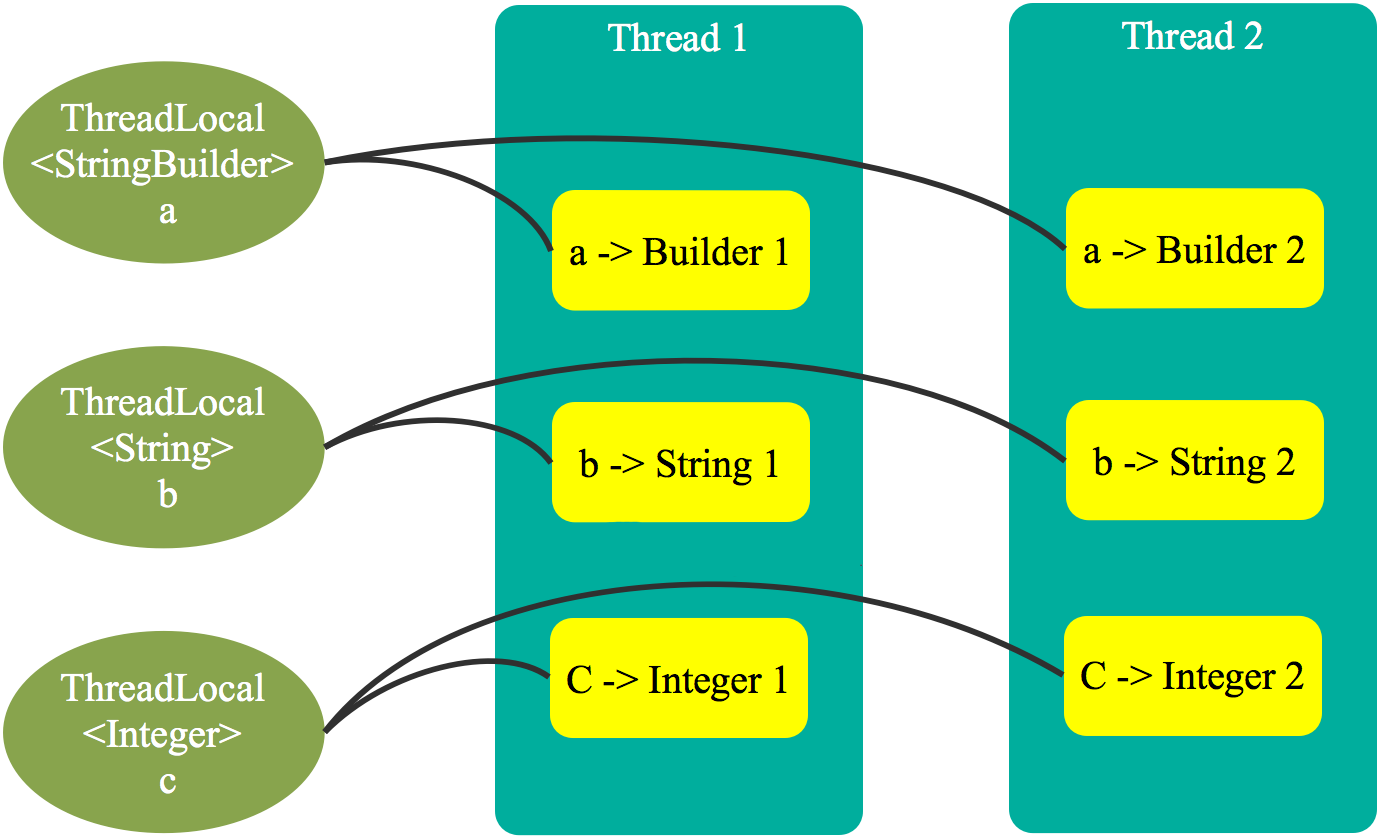 Thread 1
Thread 2
ThreadLocal
<StringBuilder>
a
a -> Builder 1
a -> Builder 2
ThreadLocal
<String>
b
b -> String 1
b -> String 2
ThreadLocal
<Integer>
c
C -> Integer 1
C -> Integer 2